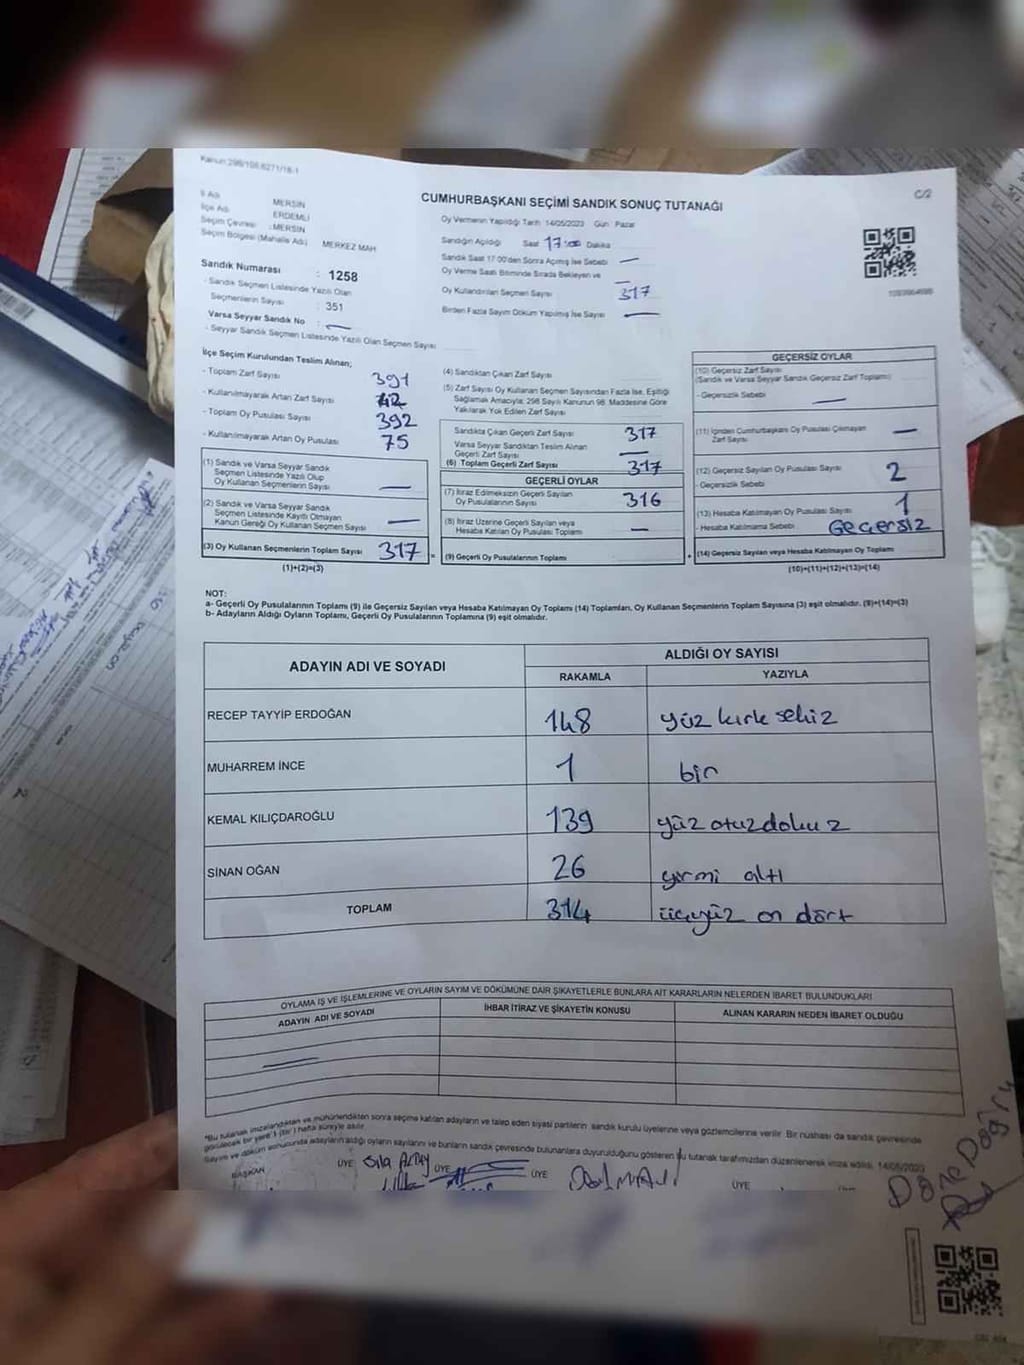 Kanun:298/106,6271/18-1
C/2
CUMHURBAŞKANI SEÇİMİ SANDIK SONUÇ TUTANAĞI
İl Adı : MERSİN
İlçe Adı : ERDEMLİ
Seçim Çevresi : MERSİN
Seçim Bölgesi (Mahalle Adı) MERKEZ MAH
Sandık Numarası : 1258
- Sandık Seçmen Listesinde Yazılı Olan
Seçmenlerin Sayısı : 351
Varsa Seyyar Sandık No : —
- Seyyar Sandık Seçmen Listesinde Yazılı Olan Seçmen Sayısı
Oy Vermenin Yapıldığı Tarih 14/05/2023 Gün: Pazar
Sandığın Açıldığı Saat 17:00 Dakika
Sandık Saat 17:00'den Sonra Açılmış İse Sebebi —
Oy Verme Saati Bitiminde Sırada Bekleyen ve
Oy Kullandırılan Seçmen Sayısı 317
Birden Fazla Sayım Döküm Yapılmış İse Sayısı —
İlçe Seçim Kurulundan Teslim Alınan;
- Toplam Zarf Sayısı 391
- Kullanılmayarak Artan Zarf Sayısı
- Toplam Oy Pusulası Sayısı 392
- Kullanılmayarak Artan Oy Pusulası 75
(1) Sandık ve Varsa Seyyar Sandık
Seçmen Listesinde Yazılı Olup
Oy Kullanan Seçmenlerin Sayısı —
(2) Sandık ve Varsa Seyyar Sandık
Seçmen Listesinde Kayıtlı Olmayan
Kanun Gereği Oy Kullanan Seçmen Sayısı —
(3) Oy Kullanan Seçmenlerin Toplam Sayısı 317
(1)+(2)=(3)
(4) Sandıktan Çıkan Zarf Sayısı
(5) Zarf Sayısı Oy Kullanan Seçmen Sayısından Fazla İse, Eşitliği
Sağlamak Amacıyla; 298 Sayılı Kanunun 98. Maddesine Göre
Yakılarak Yok Edilen Zarf Sayısı
Sandıkta Çıkan Geçerli Zarf Sayısı 317
Varsa Seyyar Sandıktan Teslim Alınan
Geçerli Zarf Sayısı —
(6) Toplam Geçerli Zarf Sayısı 317
GEÇERLİ OYLAR
(7) İtiraz Edilmeksizin Geçerli Sayılan
Oy Pusulalarının Sayısı 316
(8) İtiraz Üzerine Geçerli Sayılan veya
Hesaba Katılan Oy Pusulası Toplamı —
(9) Geçerli Oy Pusulalarının Toplamı
GEÇERSİZ OYLAR
(10) Geçersiz Zarf Sayısı
(Sandık ve Varsa Seyyar Sandık Geçersiz Zarf Toplamı)
- Geçersizlik Sebebi —
(11) İçinden Cumhurbaşkanı Oy Pusulası Çıkmayan
Zarf Sayısı —
(12) Geçersiz Sayılan Oy Pusulası Sayısı 2
- Geçersizlik Sebebi
(13) Hesaba Katılmayan Oy Pusulası Sayısı 1
- Hesaba Katılmama Sebebi GEÇERSİZ
(14) Geçersiz Sayılan veya Hesaba Katılmayan Oy Toplamı
(10)+(11)+(12)+(13)=(14)
NOT:
a- Geçerli Oy Pusulalarının Toplamı (9) ile Geçersiz Sayılan veya Hesaba Katılmayan Oy Toplamı (14) Toplamları, Oy Kullanan Seçmenlerin Toplam Sayısına (3) eşit olmalıdır. (9)+(14)=(3)
b- Adayların Aldığı Oyların Toplamı, Geçerli Oy Pusulalarının Toplamına (9) eşit olmalıdır.
ADAYIN ADI VE SOYADI
ALDIĞI OY SAYISI
RAKAMLA YAZIYLA
RECEP TAYYİP ERDOĞAN 148 yüz kırk sekiz
MUHARREM İNCE 1 bir
KEMAL KILIÇDAROĞLU 139 yüz otuz dokuz
SİNAN OĞAN 26 yirmi altı
TOPLAM 314 üçyüz on dört
OYLAMA İŞ VE İŞLEMLERİNE VE OYLARIN SAYIM VE DÖKÜMÜNE DAİR ŞİKAYETLERLE BUNLARA AİT KARARLARIN NELERDEN İBARET BULUNDUKLARI
ADAYIN ADI VE SOYADI İHBAR İTİRAZ VE ŞİKAYETİN KONUSU ALINAN KARARIN NEDEN İBARET OLDUĞU
*Bu tutanak imzalandıktan ve mühürlendikten sonra seçime katılan adayların ve talep eden siyasi partilerin sandık kurulu üyelerine veya gözlemcilerine verilir. Bir nüshası da sandık çevresinde
görülecek bir yere 1 (bir) hafta süreyle asılır.
Sayım ve döküm sonucunda adayların aldığı oyların sayılarını ve bunların sandık çevresinde bulunanlara duyurulduğunu gösteren bu tutanak tarafımızdan düzenlenerek imza edildi. 14/05/2023
BAŞKAN ÜYE ÜYE ÜYE ÜYE